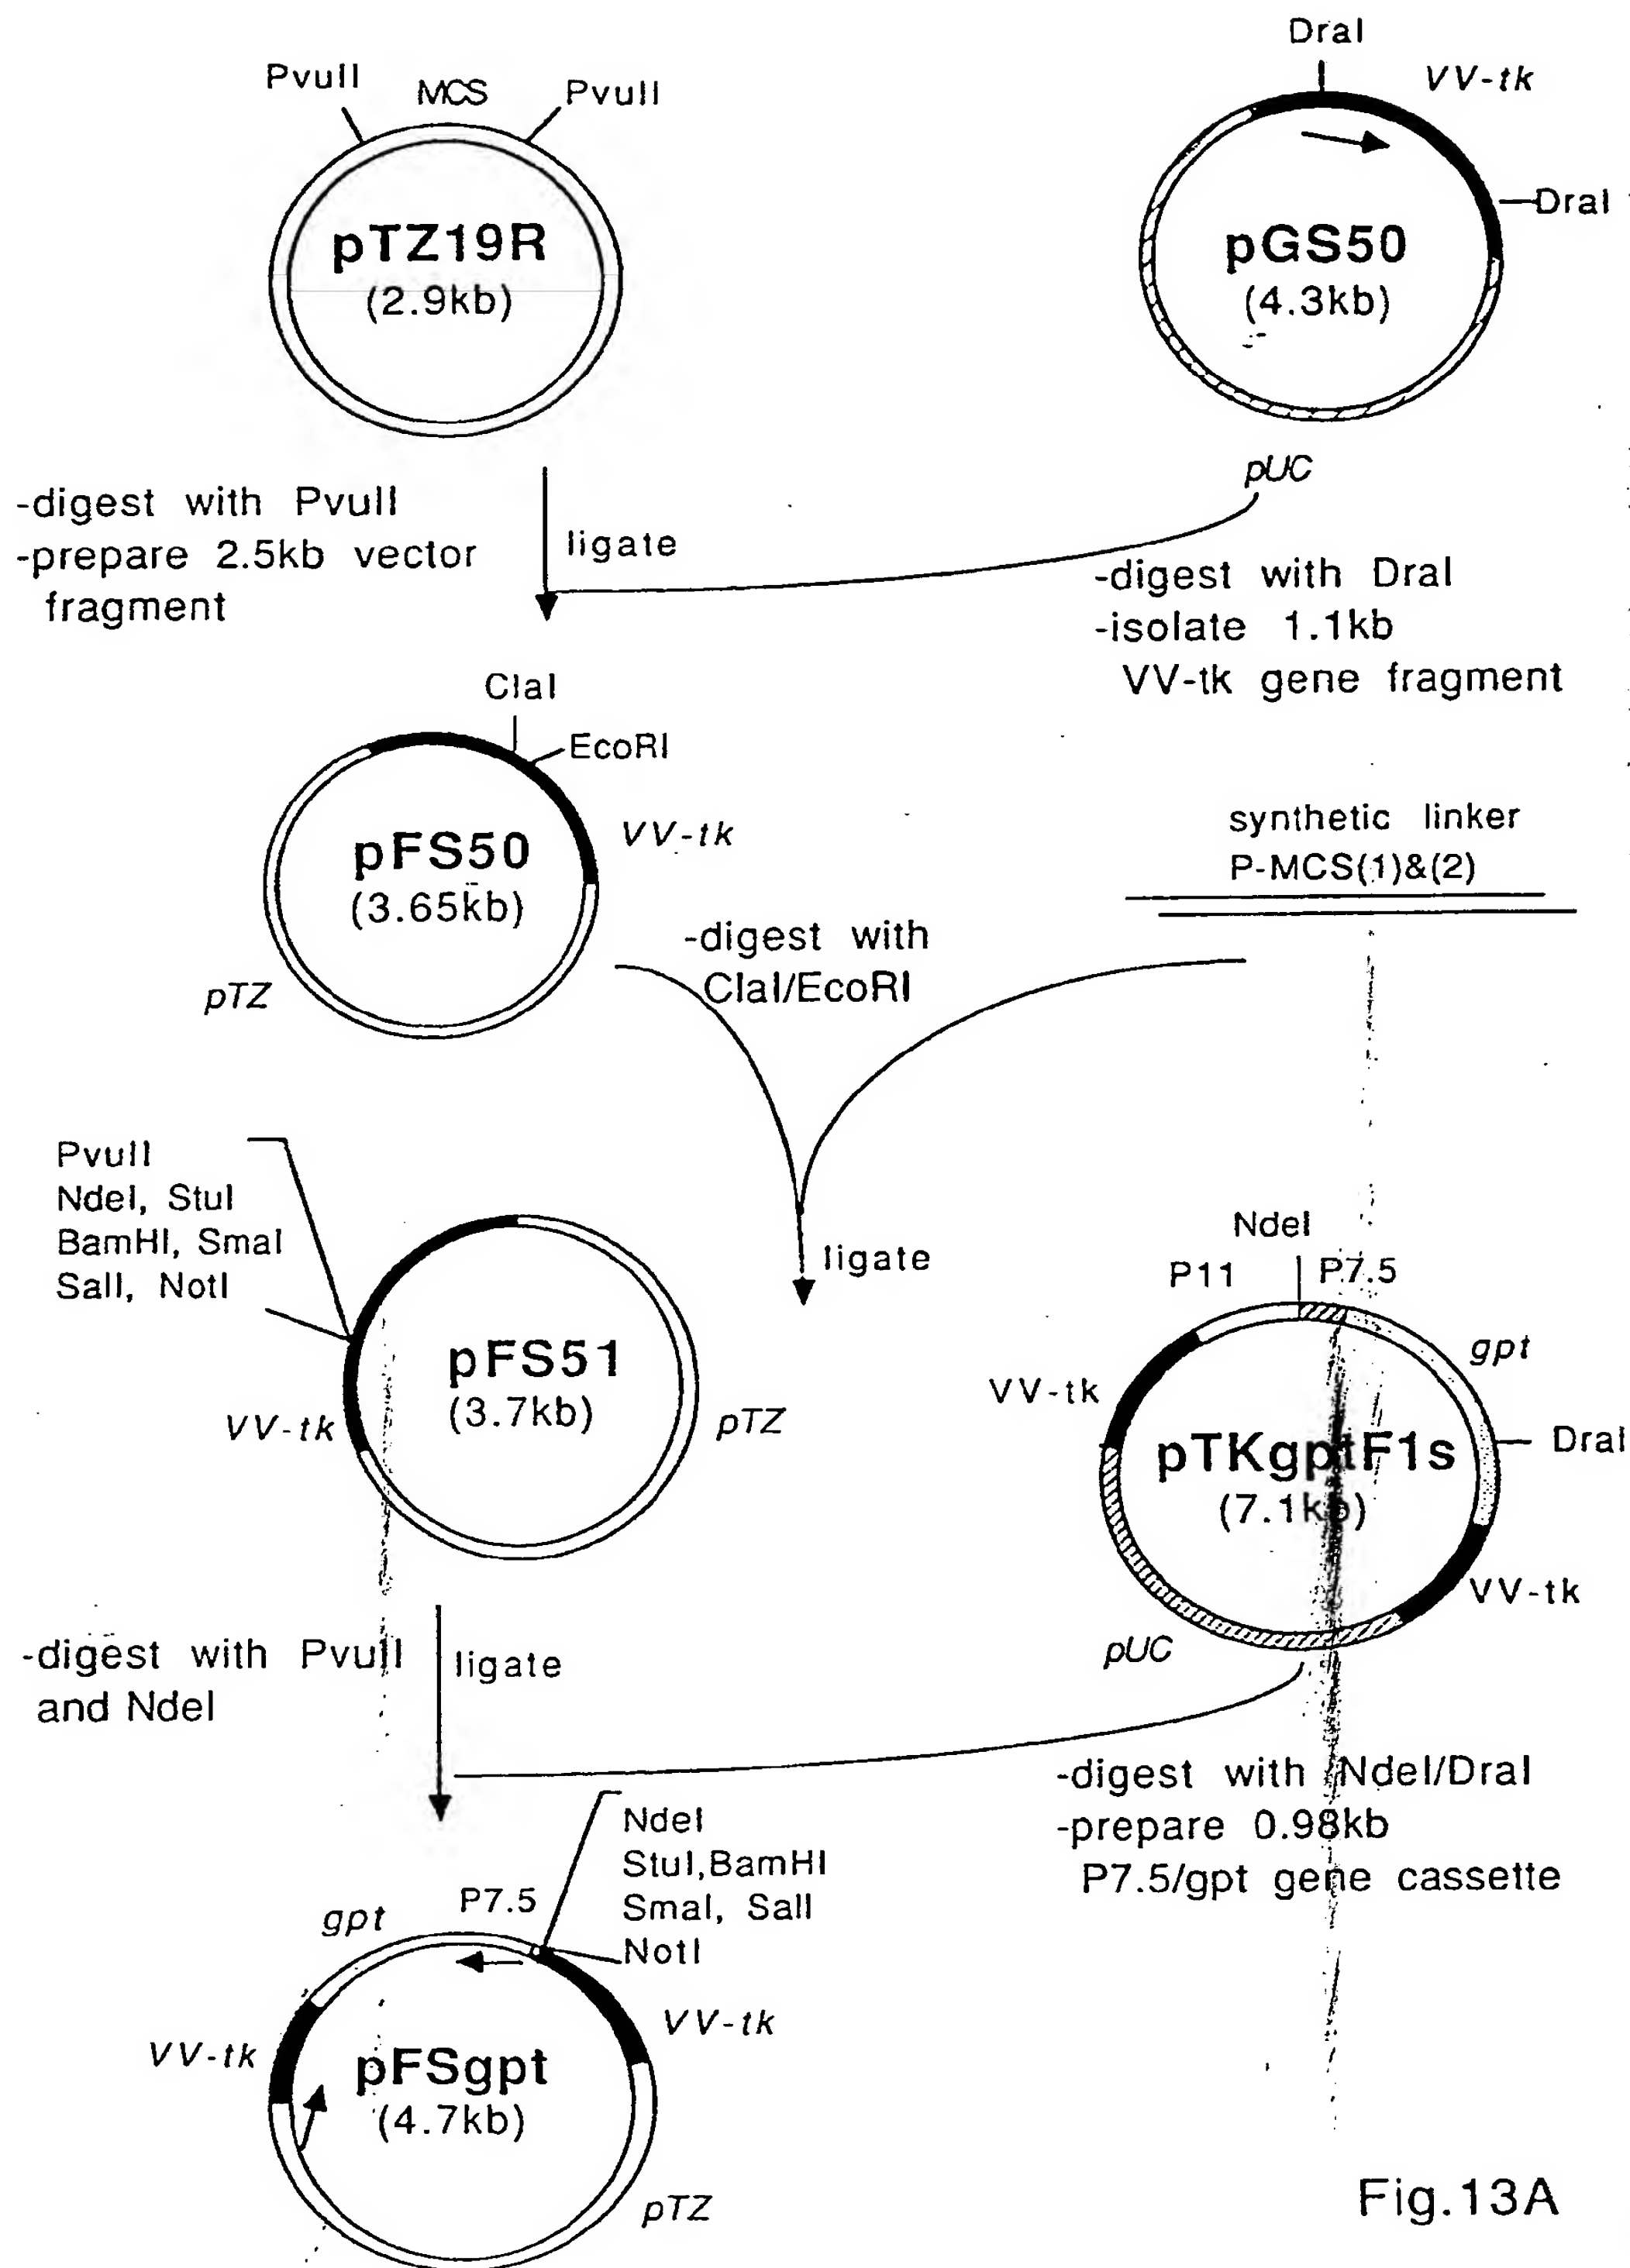 PvuII
MCS
PvuII
pTZ19R
(2.9kb)
DraI
VV-tk
DraI
pGS50
(4.3kb)
pUC
-digest with PvuII
-prepare 2.5kb vector
fragment
ligate
-digest with DraI
-isolate 1.1kb
VV-tk gene fragment
ClaI
EcoRI
VV-tk
pFS50
(3.65kb)
pTZ
synthetic linker
P-MCS(1)&(2)
-digest with
ClaI/EcoRI
PvuII
NdeI, StuI
BamHI, SmaI
SalI, NotI
ligate
pFS51
(3.7kb)
VV-tk
pTZ
NdeI
P11
P7.5
gpt
VV-tk
DraI
pTKgptF1s
(7.1kb)
VV-tk
pUC
-digest with PvuII
and NdeI
ligate
-digest with NdeI/DraI
-prepare 0.98kb
P7.5/gpt gene cassette
NdeI
StuI,BamHI
SmaI, SalI
NotI
P7.5
gpt
VV-tk
VV-tk
pFSgpt
(4.7kb)
pTZ
Fig.13A